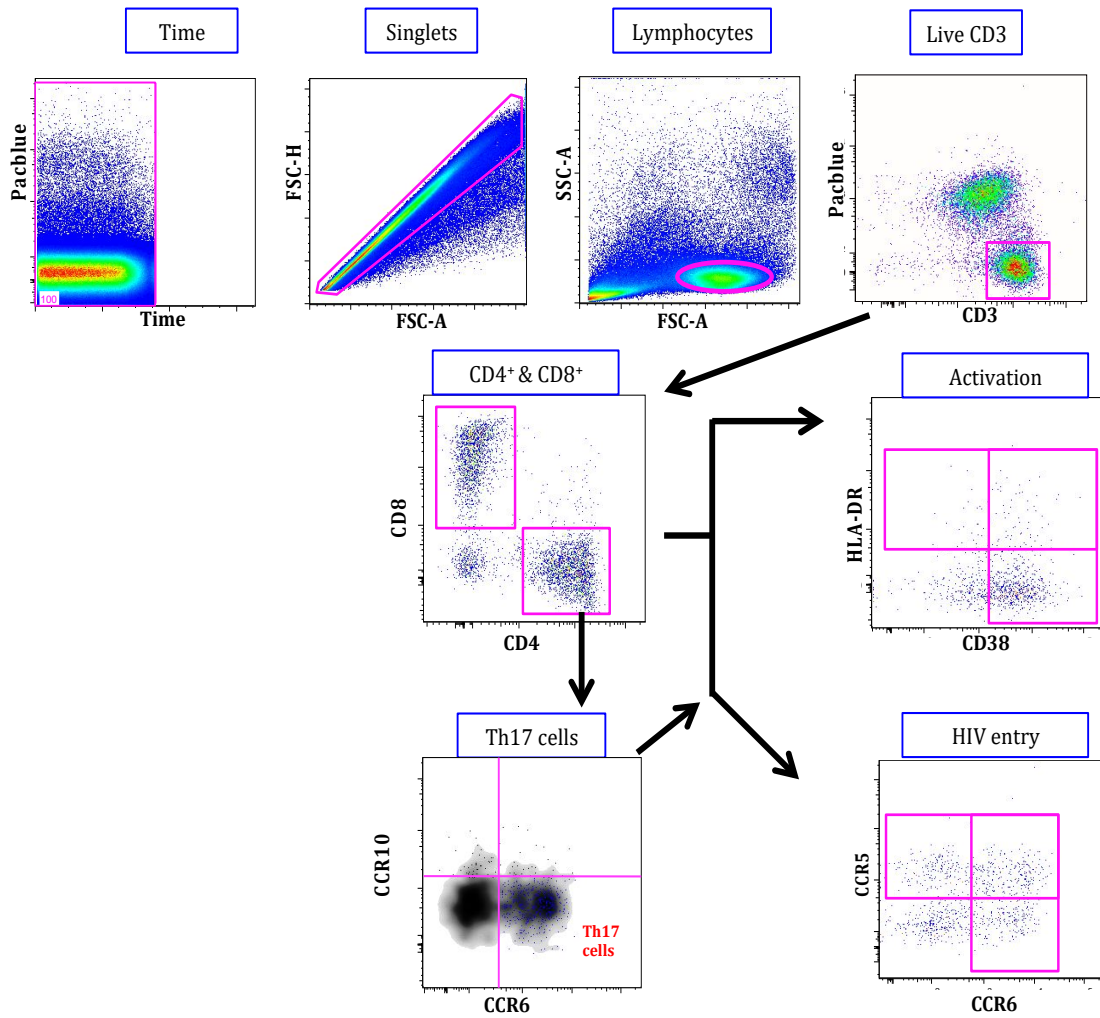 Time
Singlets
Lymphocytes
Live CD3
Pacblue
100
Time
FSC-H
FSC-A
SSC-A
FSC-A
Pacblue
CD3
CD4⁺ & CD8⁺
CD8
CD4
Activation
HLA-DR
CD38
Th17 cells
CCR10
Th17
cells
CCR6
HIV entry
CCR5
CCR6